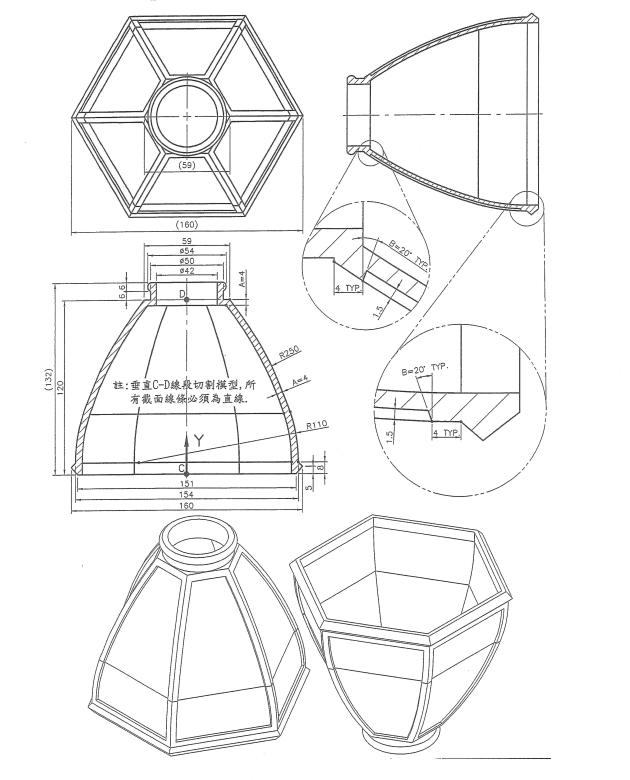 (59)
(160)
B=20° TYP.
4 TYP.
1.5
59
ø54
ø50
ø42
6
6
A=4
D
(132)
120
R250
註:垂直C-D線段切割模型,所
有截面線條必須為直線.
A=4
R110
Y
C
8
5
151
154
160
B=20° TYP.
1.5
4 TYP.